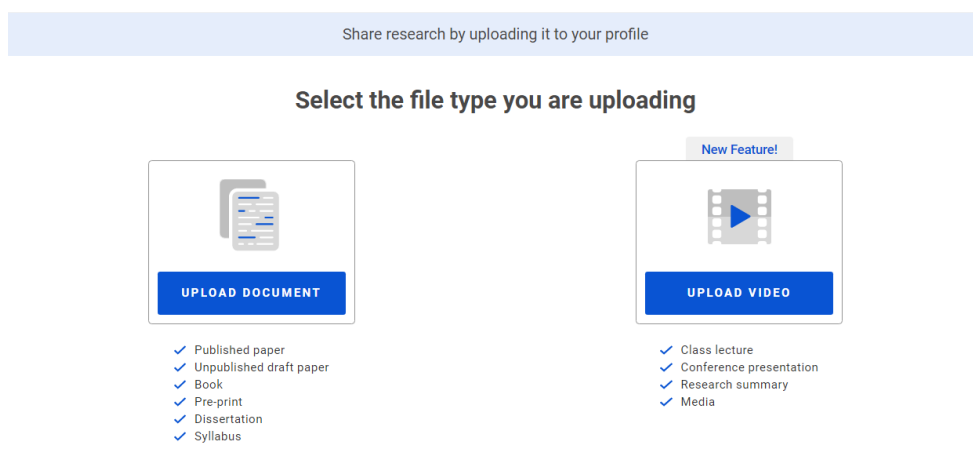 Share research by uploading it to your profile
Select the file type you are uploading
New Feature!
UPLOAD DOCUMENT
UPLOAD VIDEO
Published paper
Unpublished draft paper
Book
Pre-print
Dissertation
Syllabus
Class lecture
Conference presentation
Research summary
Media